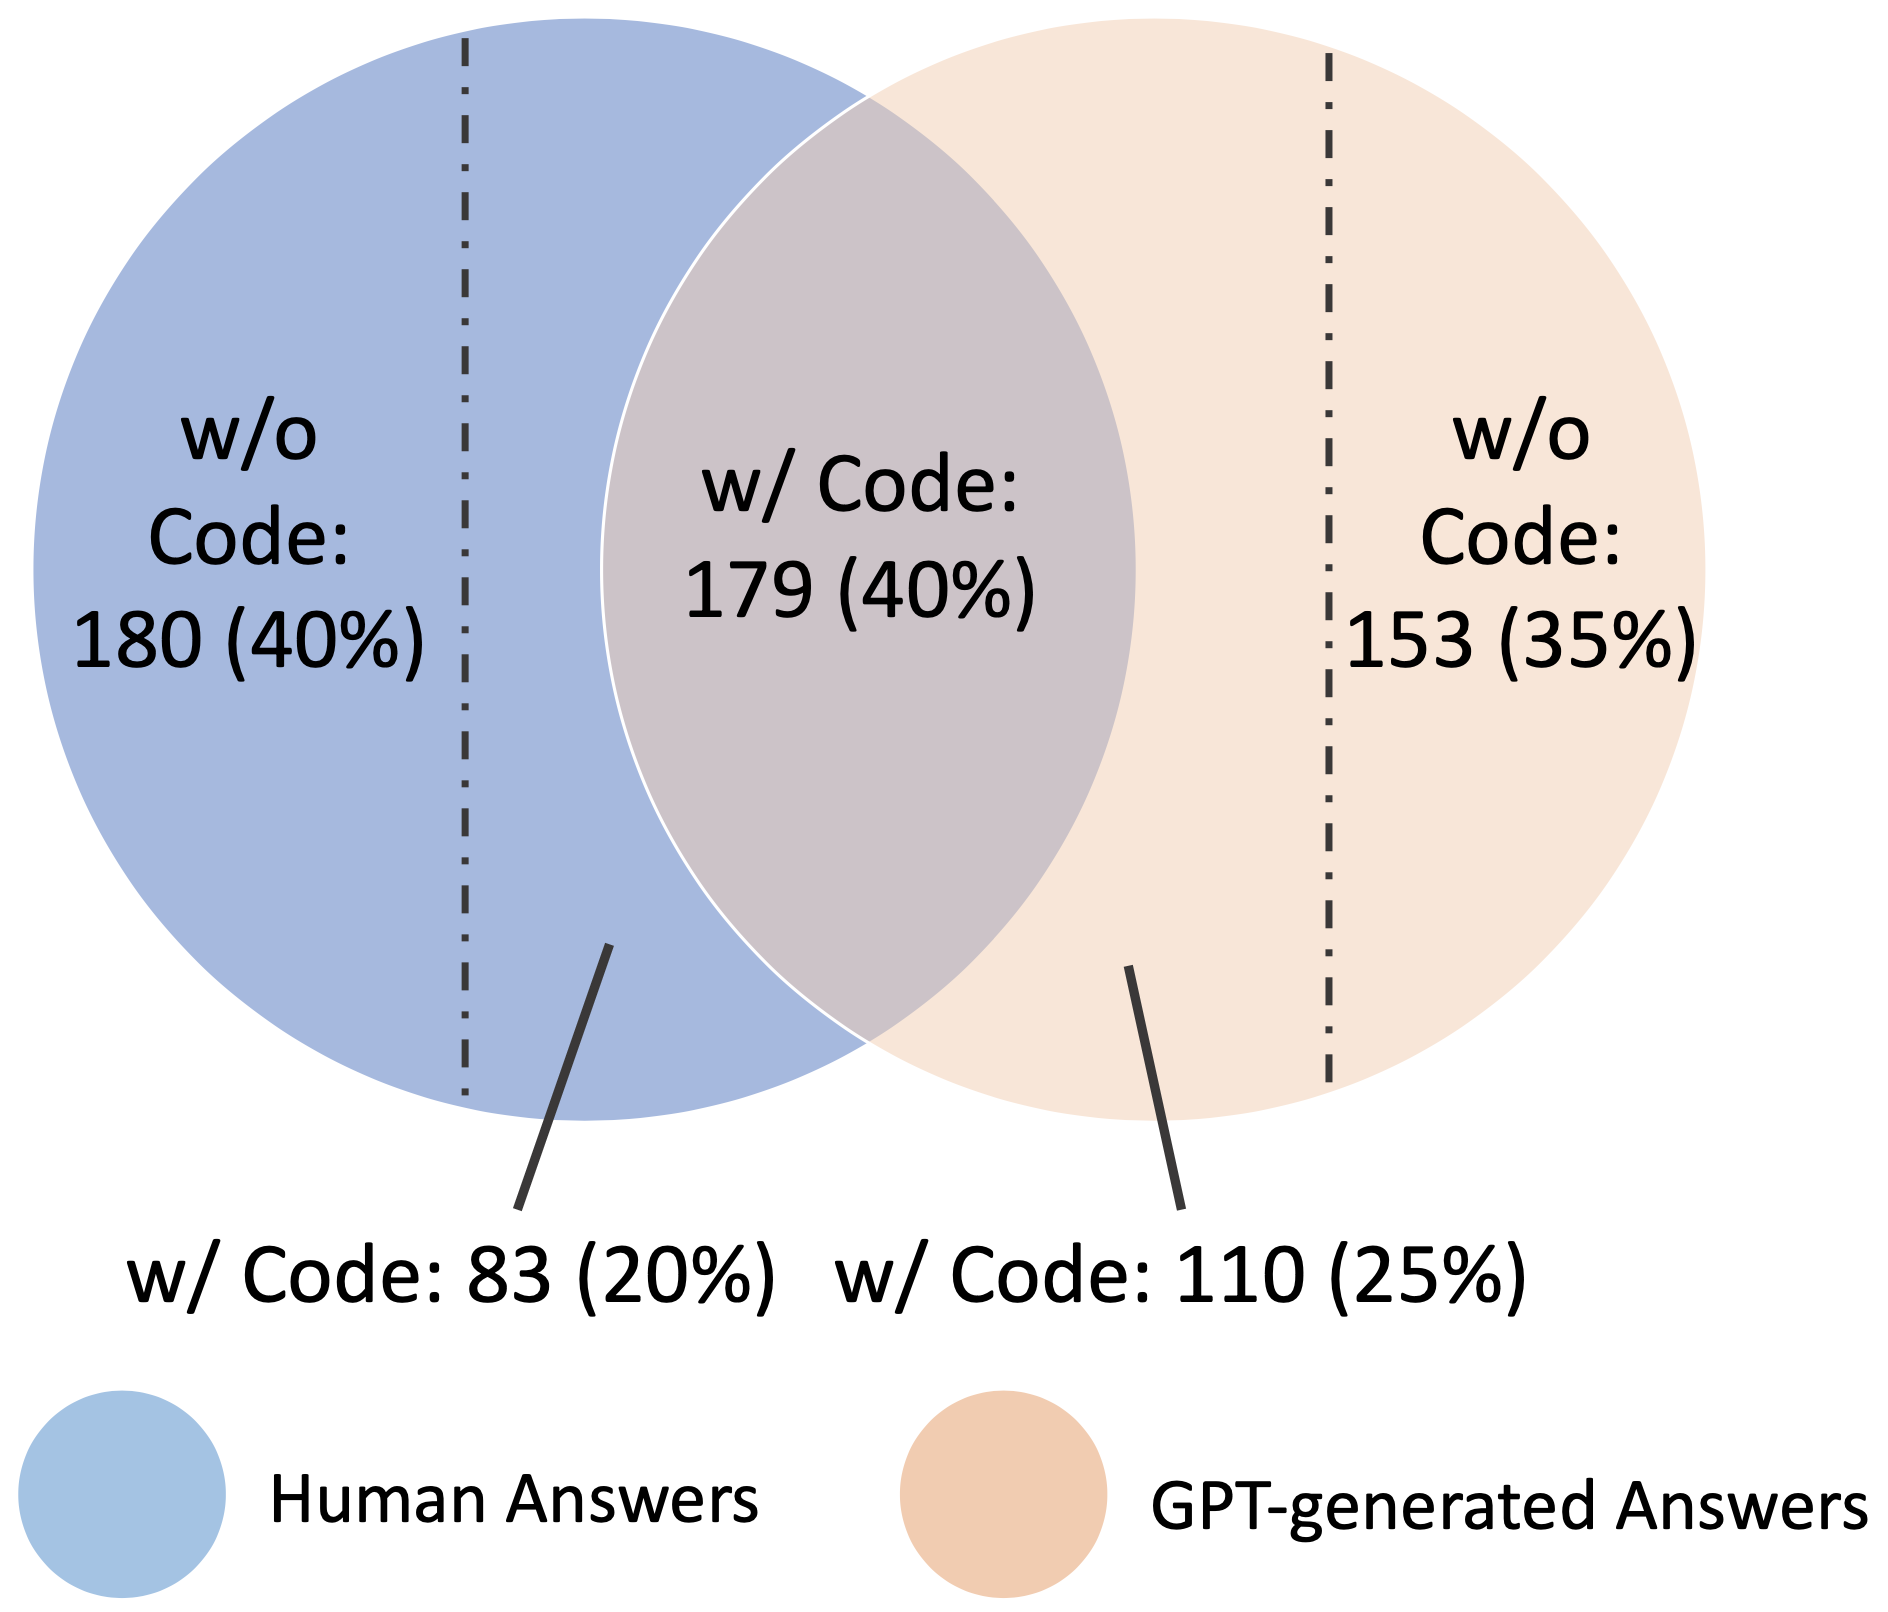 w/o
Code:
180 (40%)
w/ Code:
179 (40%)
w/o
Code:
153 (35%)
w/ Code: 83 (20%)
w/ Code: 110 (25%)
Human Answers
GPT-generated Answers